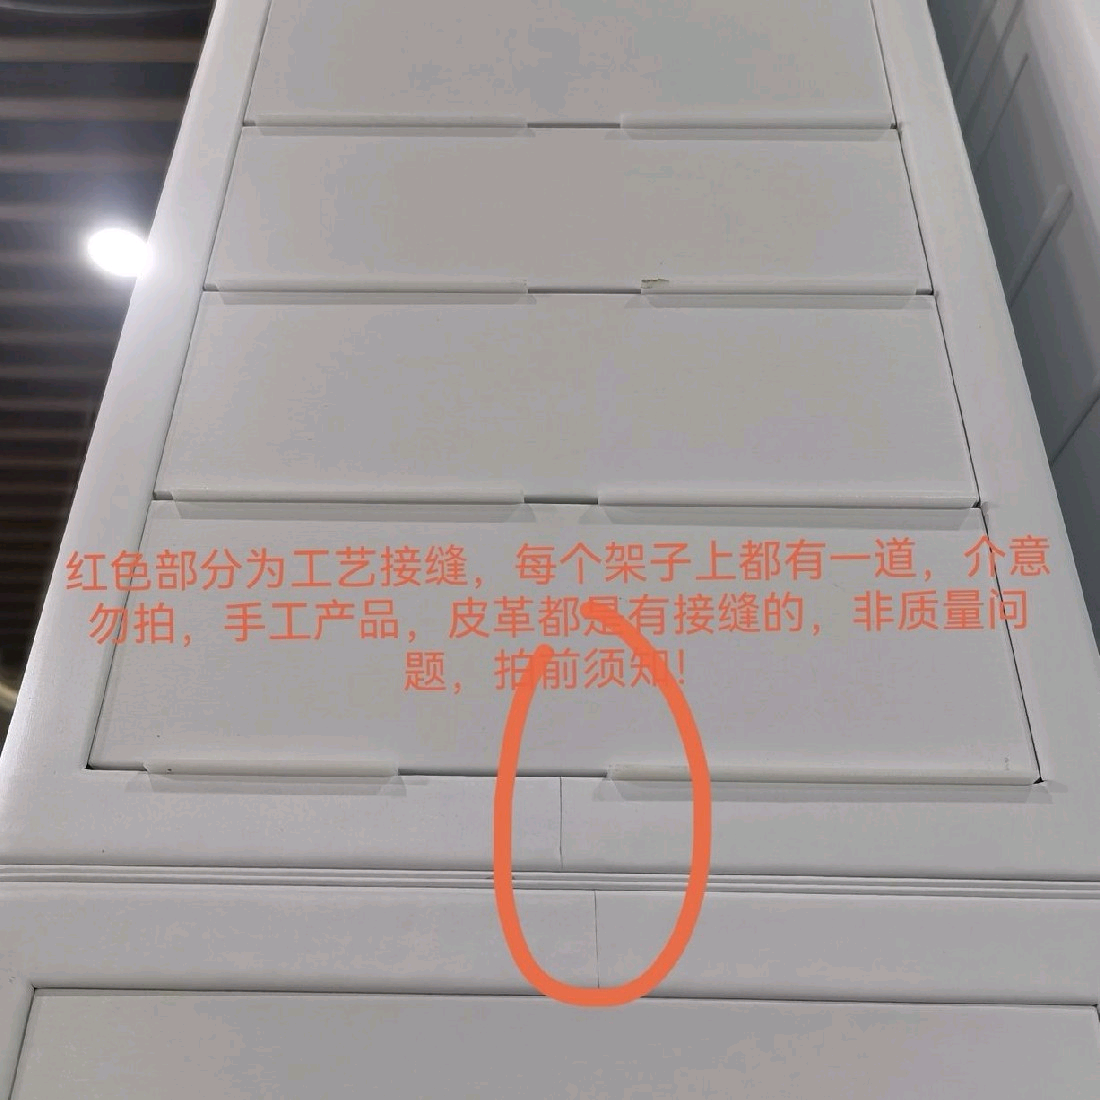 红色部分为工艺接缝，每个架子上都有一道，介意
勿拍，手工产品，皮革都是有接缝的，非质量问
题，拍前须知！